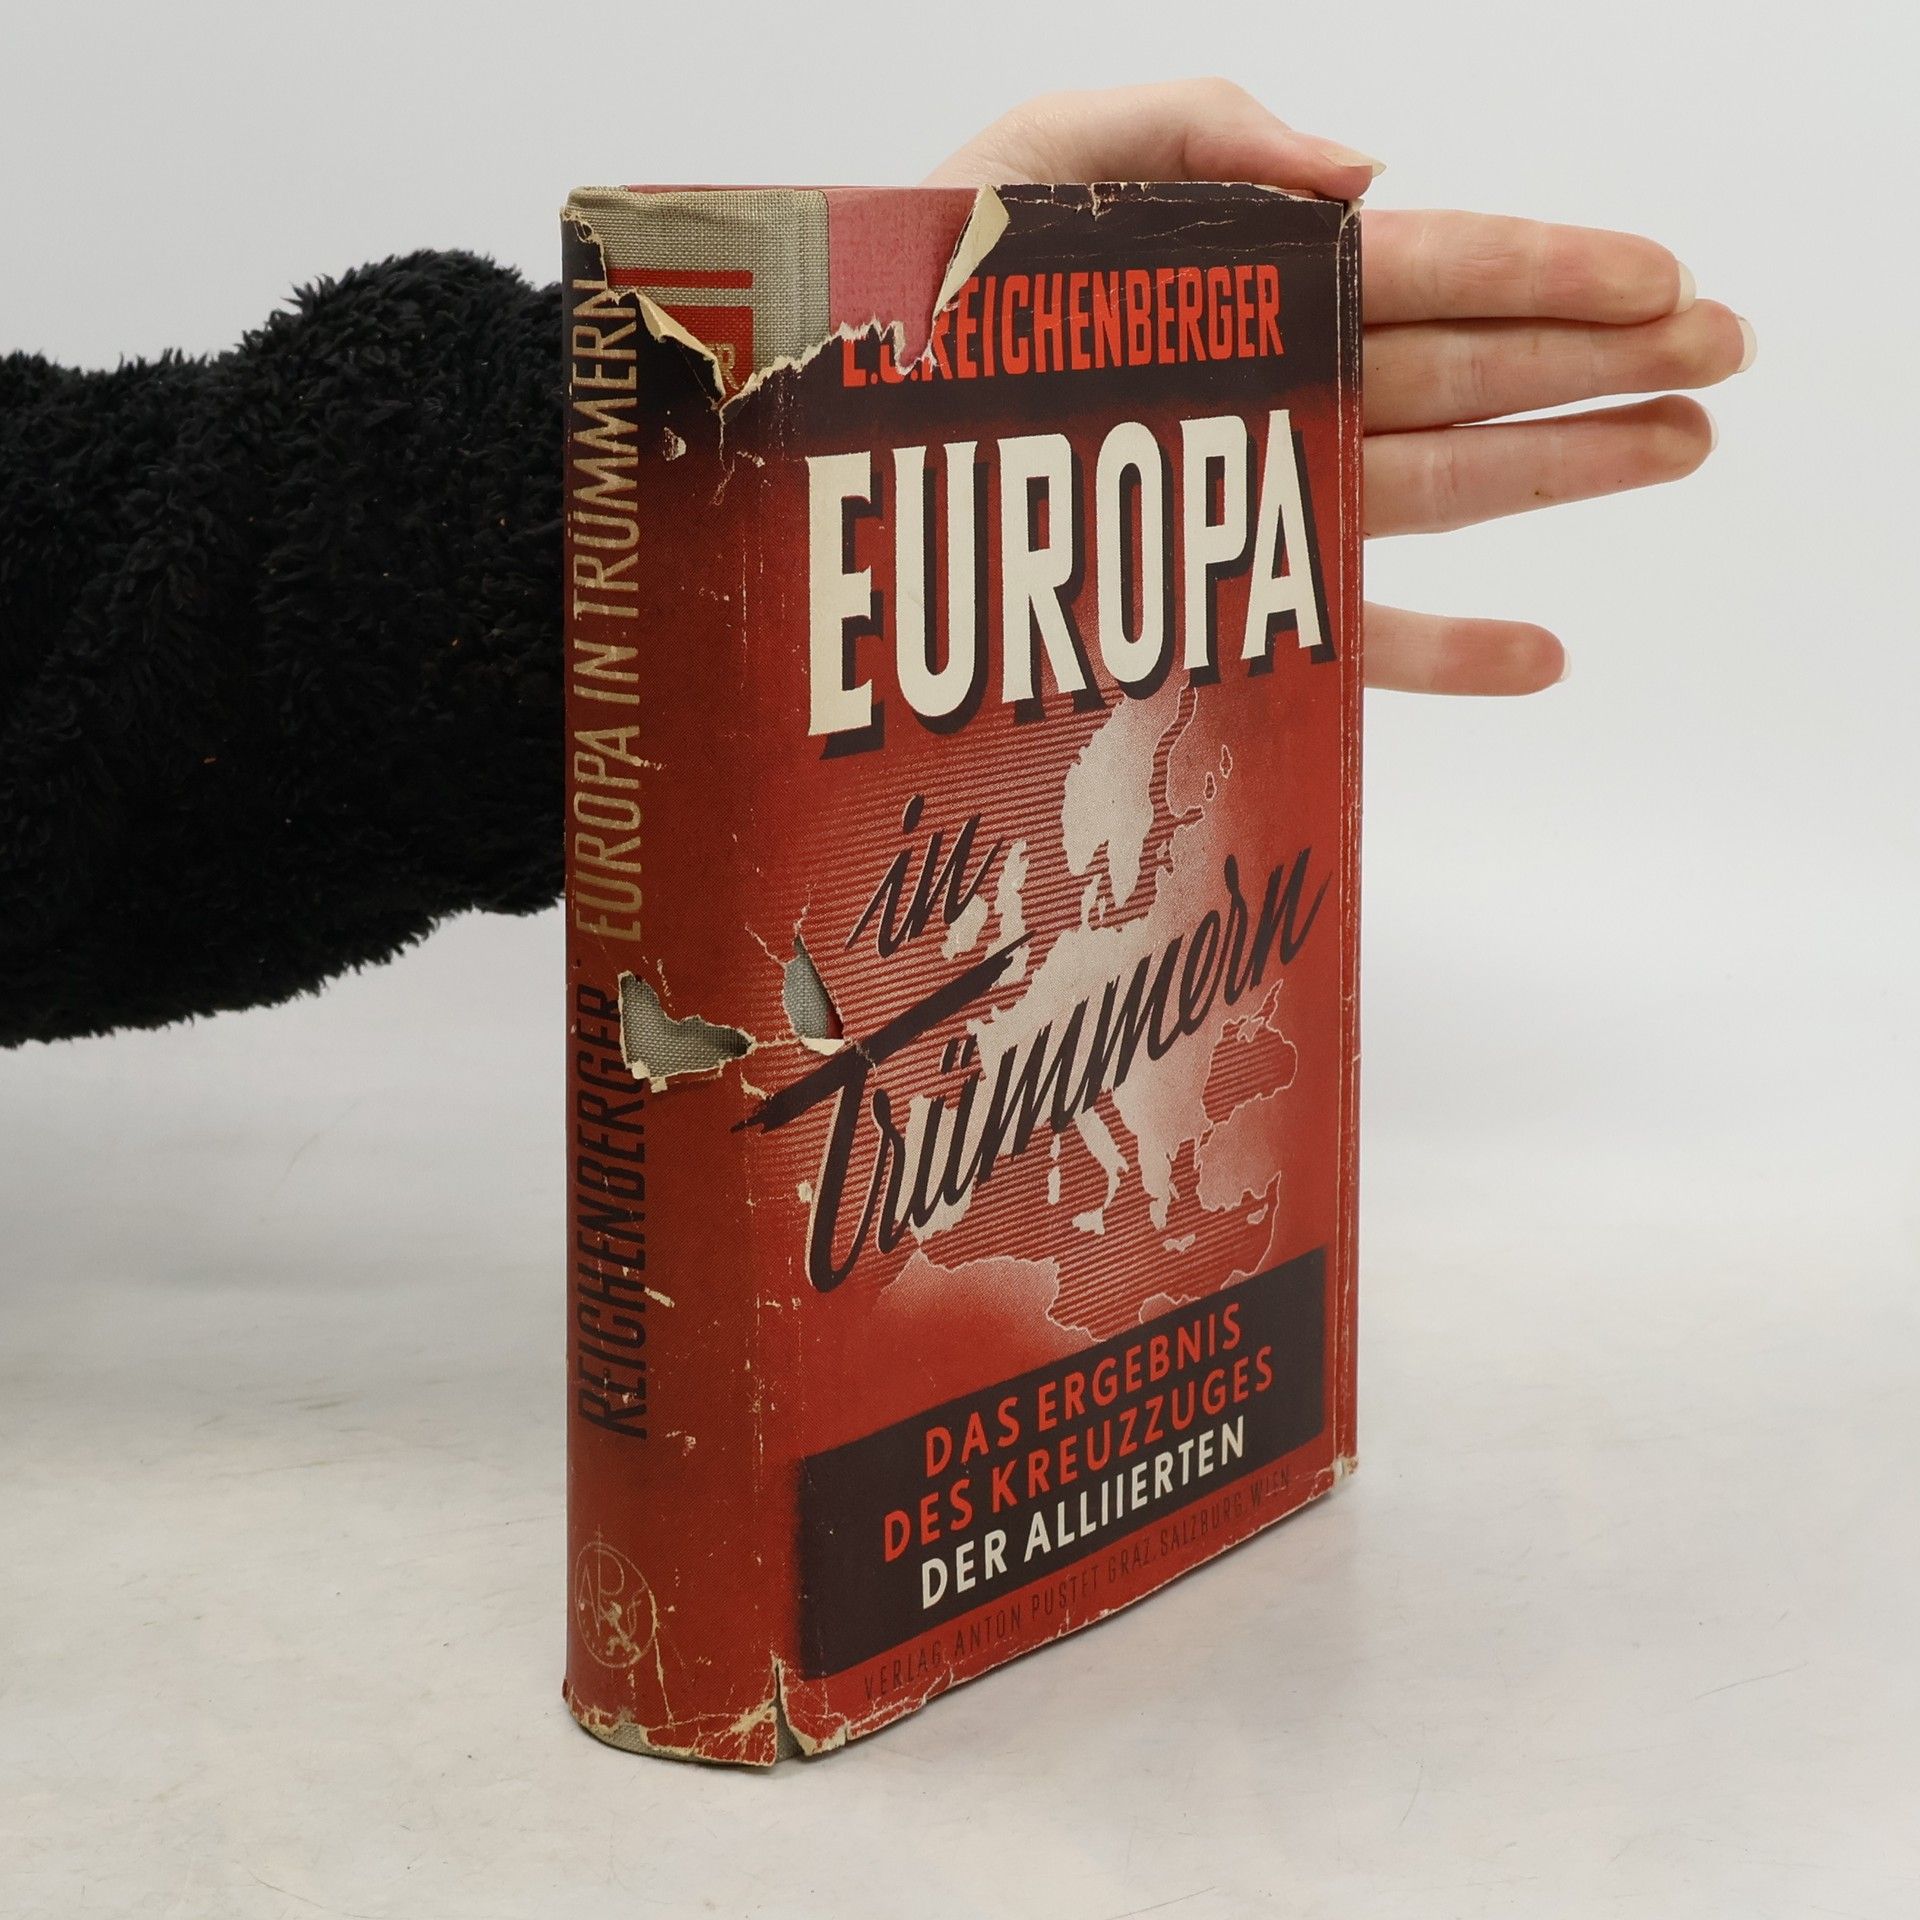 E.J. REICHENBERGER
EUROPA
in
Trümmern
DAS ERGEBNIS
DES KREUZZUGES
DER ALLIIERTEN
VERLAG ANTON PUSTET GRAZ. SALZBURG. WIEN
REICHENBERGER EUROPA IN TRÜMMERN